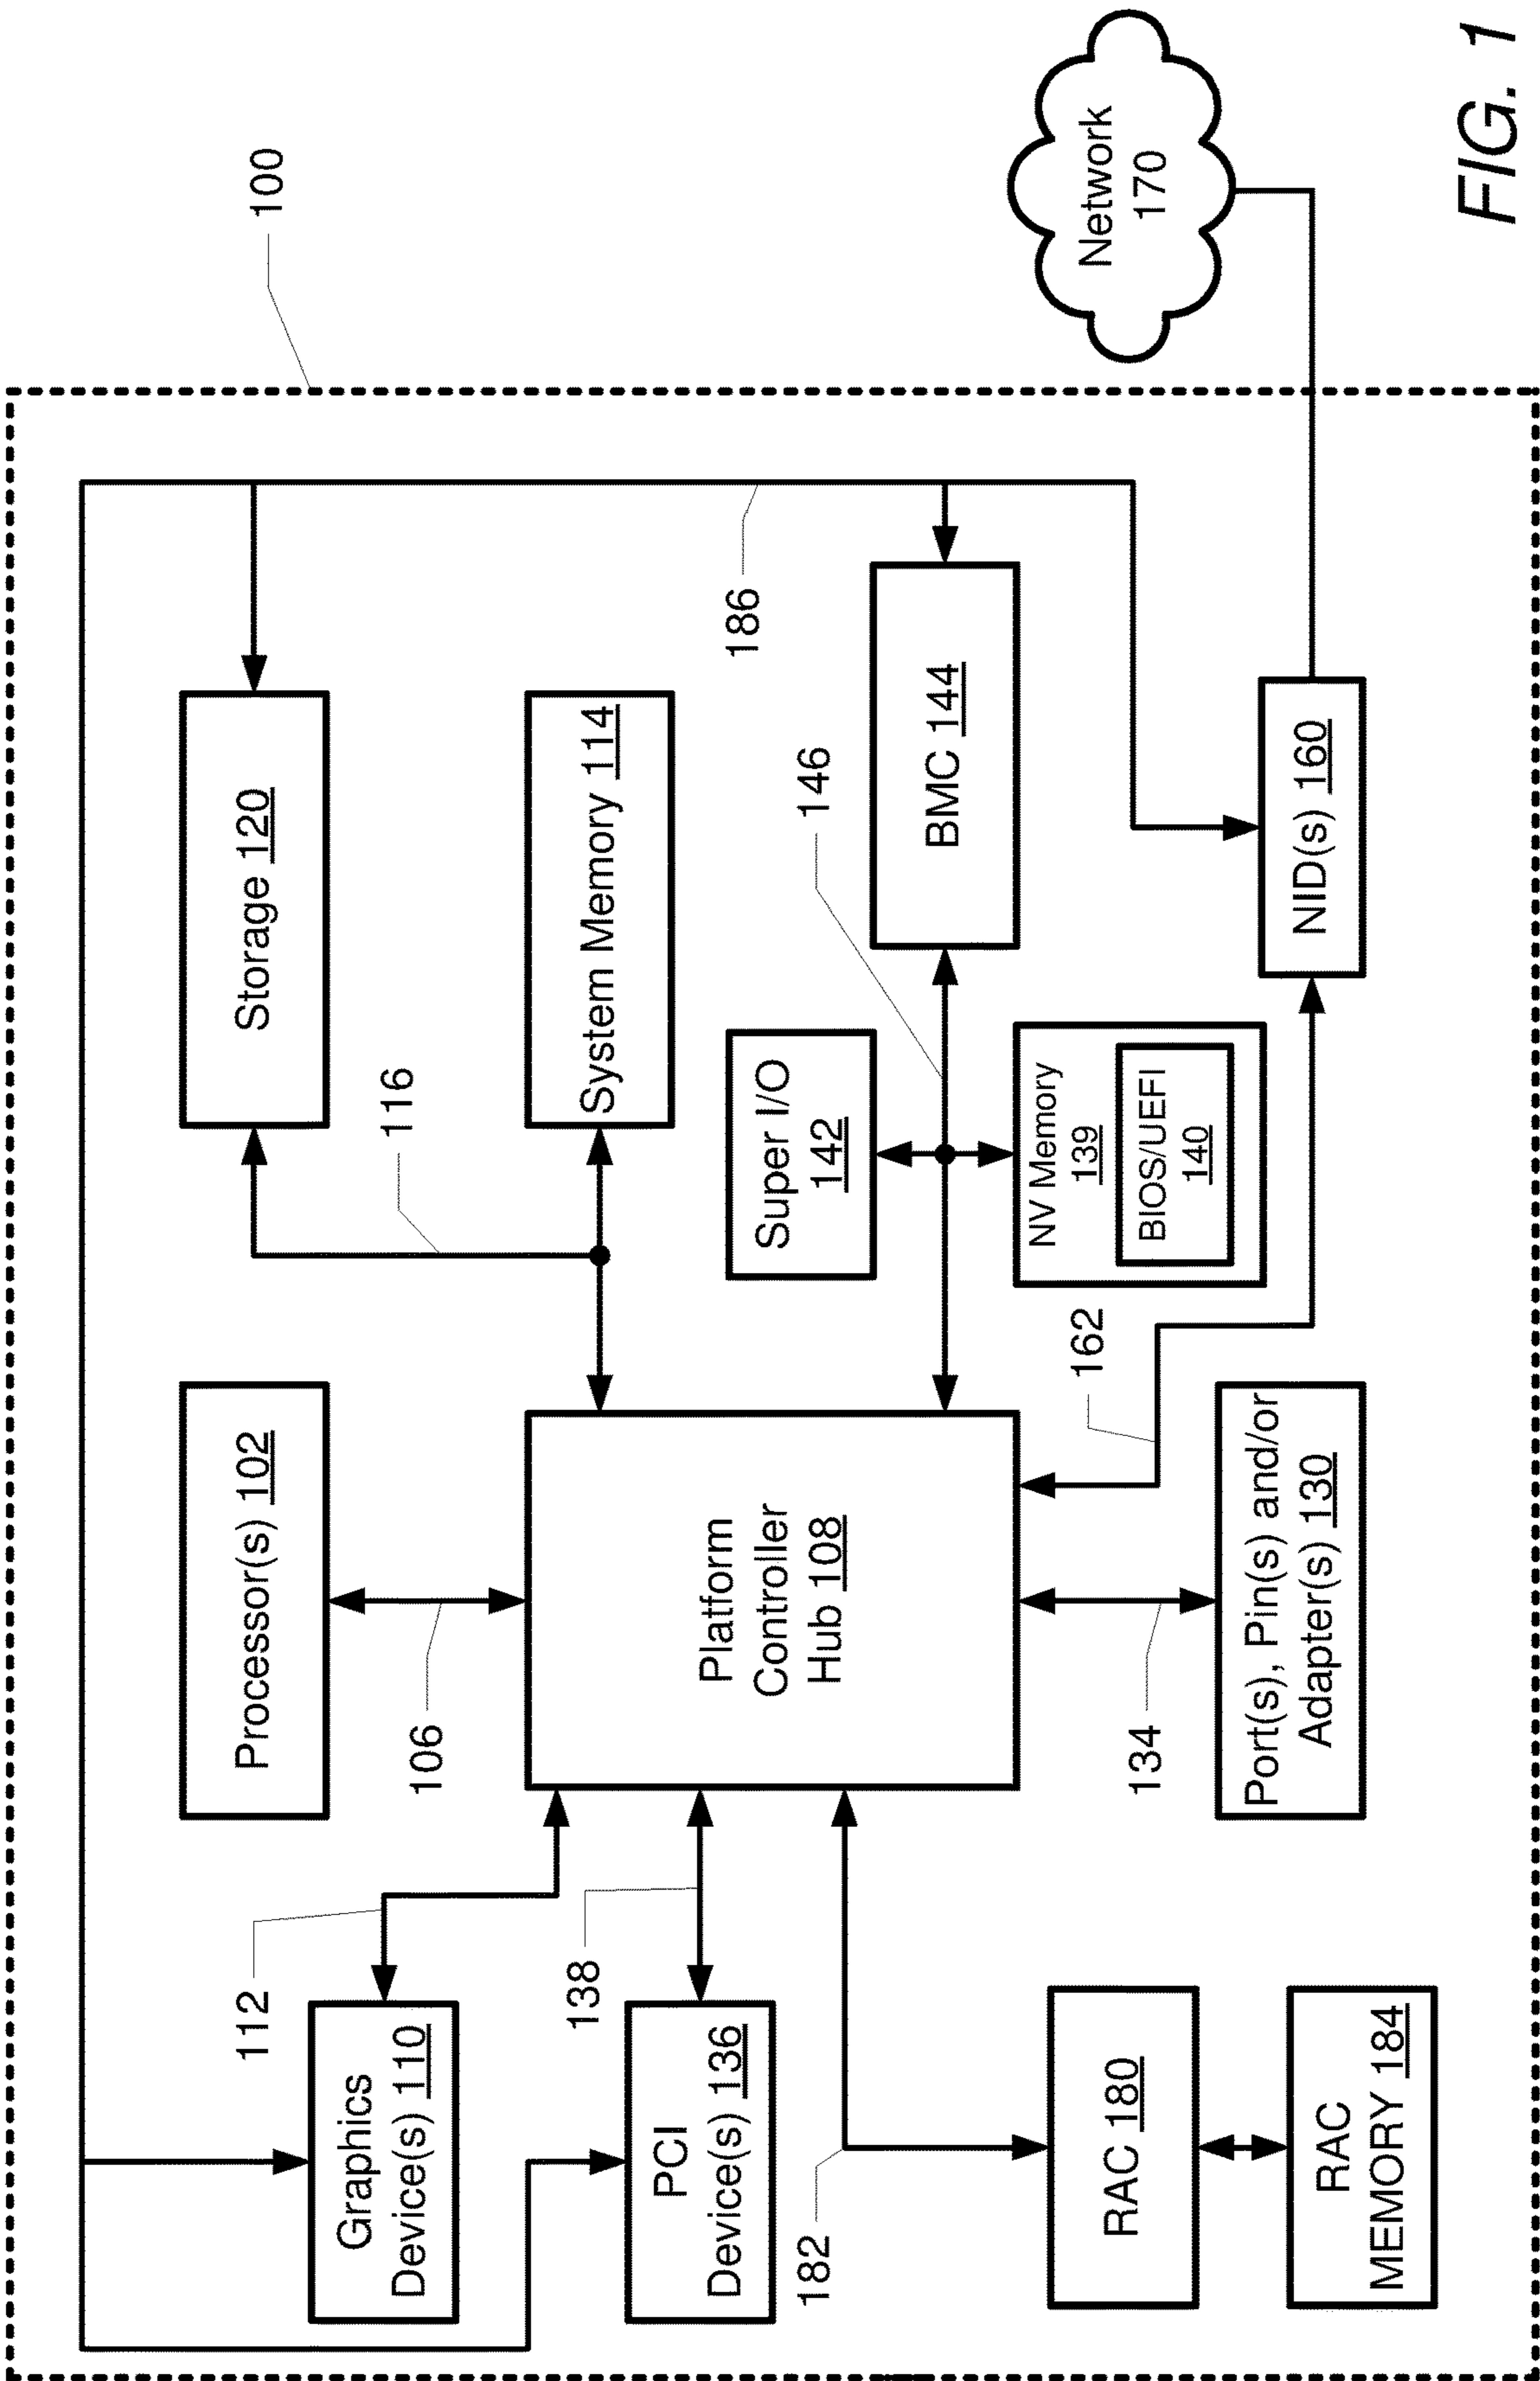 100
Storage 120
Processor(s) 102
112
Graphics
Device(s) 110
106
116
System Memory 114
138
PCI
Device(s) 136
Platform
Controller
Hub 108
186
Super I/O
142
146
BMC 144
182
NV Memory
139
BIOS/UEFI
140
162
Network
170
RAC 180
134
Port(s), Pin(s) and/or
Adapter(s) 130
NID(s) 160
RAC
MEMORY 184
FIG. 1